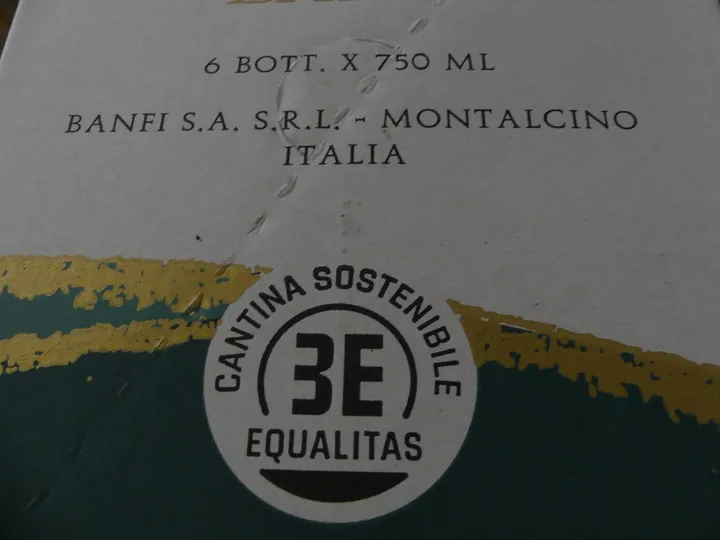 6 BOTT. X 750 ML
BANFI S.A. S.R.L. - MONTALCINO
ITALIA
CANTINA SOSTENIBILE
3E
EQUALITAS